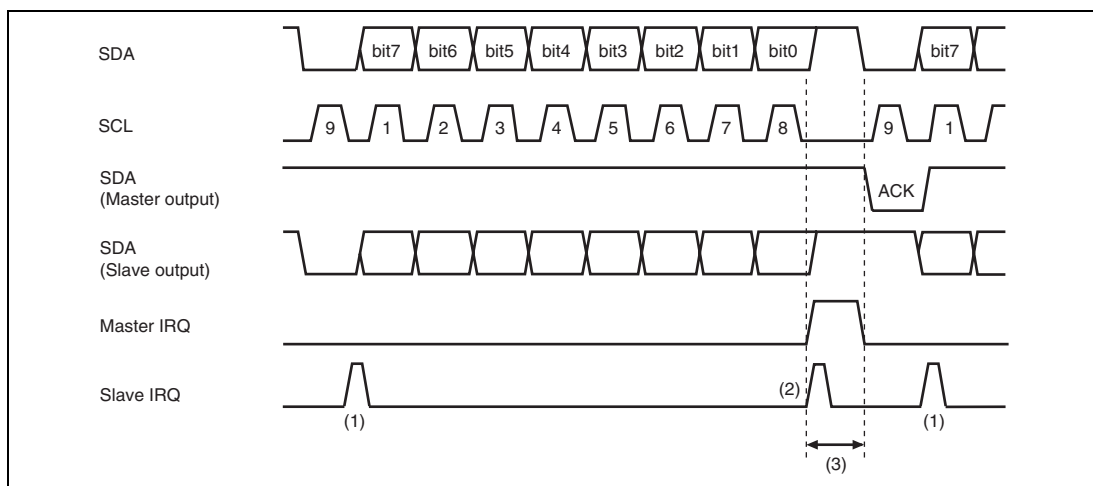 SDA
bit7 bit6 bit5 bit4 bit3 bit2 bit1 bit0 bit7
SCL
9 1 2 3 4 5 6 7 8 9 1
SDA
(Master output)
ACK
SDA
(Slave output)
Master IRQ
Slave IRQ
(2)
(1) (1)
(3)